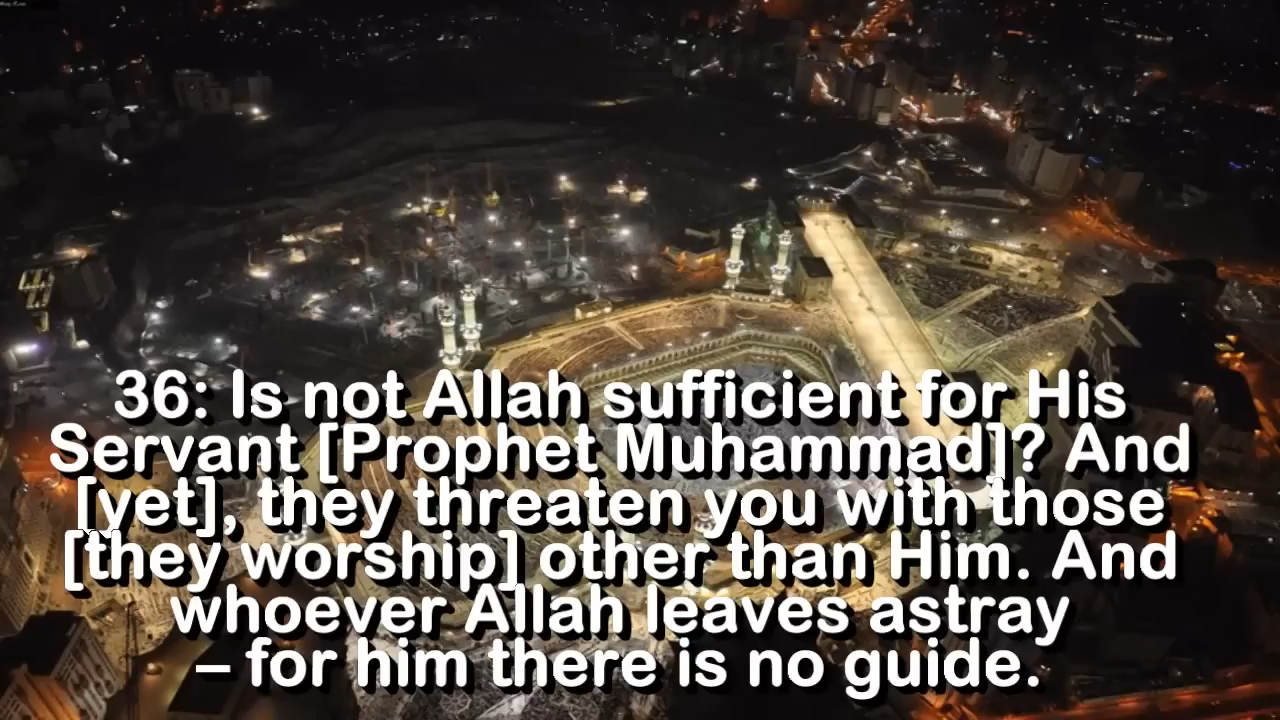 36: Is not Allah sufficient for His
Servant [Prophet Muhammad]? And
[yet], they threaten you with those
[they worship] other than Him. And
whoever Allah leaves astray
– for him there is no guide.